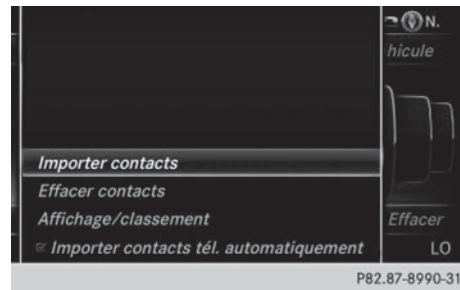 N.
hicule
Importer contacts
Effacer contacts
Affichage/classement
Effacer
Importer contacts tél. automatiquement
LO
P82.87-8990-31